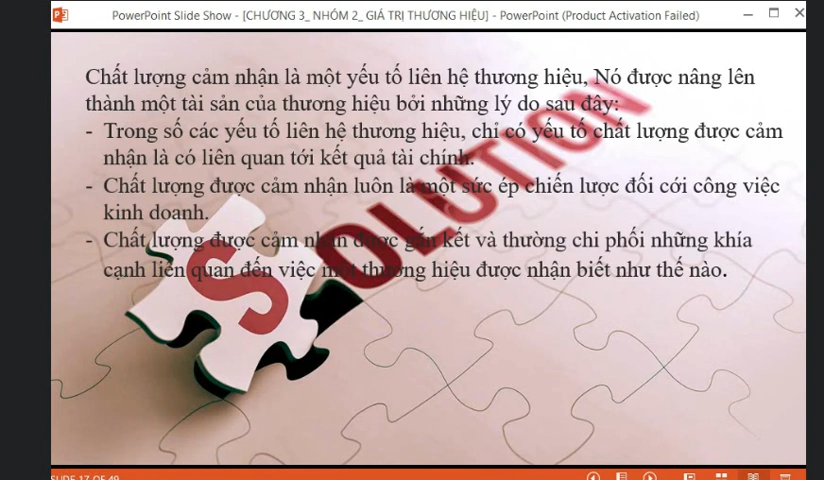 PowerPoint Slide Show - [CHƯƠNG 3_ NHÓM 2_ GIÁ TRỊ THƯƠNG HIỆU] - PowerPoint (Product Activation Failed)
Chất lượng cảm nhận là một yếu tố liên hệ thương hiệu, Nó được nâng lên
thành một tài sản của thương hiệu bởi những lý do sau đây:
- Trong số các yếu tố liên hệ thương hiệu, chỉ có yếu tố chất lượng được cảm
nhận là có liên quan tới kết quả tài chính.
- Chất lượng được cảm nhận luôn là một sức ép chiến lược đối cới công việc
kinh doanh.
- Chất lượng được cảm nhận được gắn kết và thường chi phối những khía
cạnh liên quan đến việc một thương hiệu được nhận biết như thế nào.
SOLUTION
SLIDE 17 OF 49